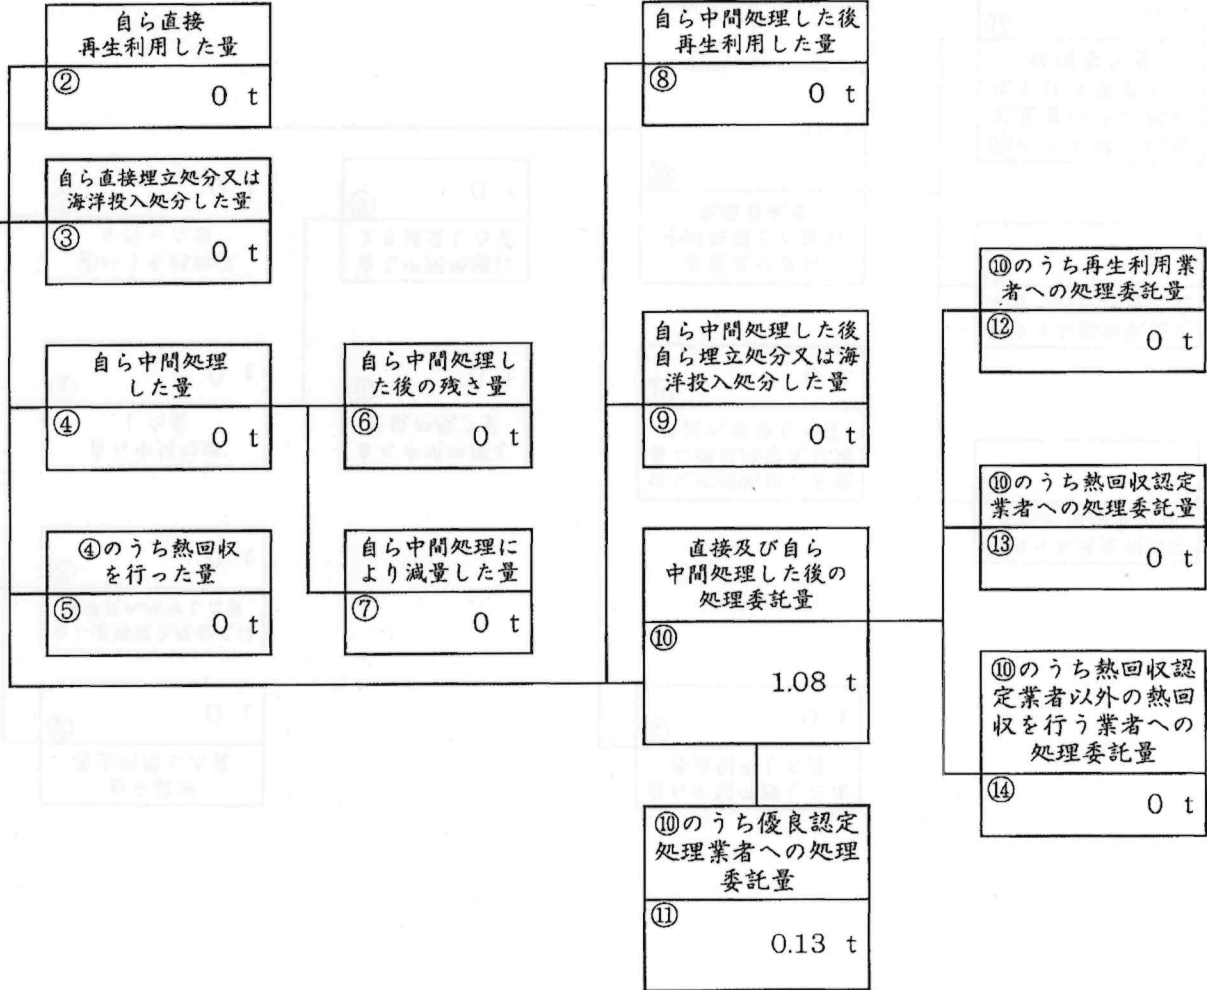 自ら直接
再生利用した量
②
0 t
自ら直接埋立処分又は
海洋投入処分した量
③
0 t
自ら中間処理
した量
④
0 t
④のうち熱回収
を行った量
⑤
0 t
自ら中間処理し
た後の残さ量
⑥
0 t
自ら中間処理に
より減量した量
⑦
0 t
自ら中間処理した後
再生利用した量
⑧
0 t
自ら中間処理した後
自ら埋立処分又は海
洋投入処分した量
⑨
0 t
直接及び自ら
中間処理した後の
処理委託量
⑩
1.08 t
⑩のうち優良認定
処理業者への処理
委託量
⑪
0.13 t
⑩のうち再生利用業
者への処理委託量
⑫
0 t
⑩のうち熱回収認定
業者への処理委託量
⑬
0 t
⑩のうち熱回収認
定業者以外の熱回
収を行う業者への
処理委託量
⑭
0 t